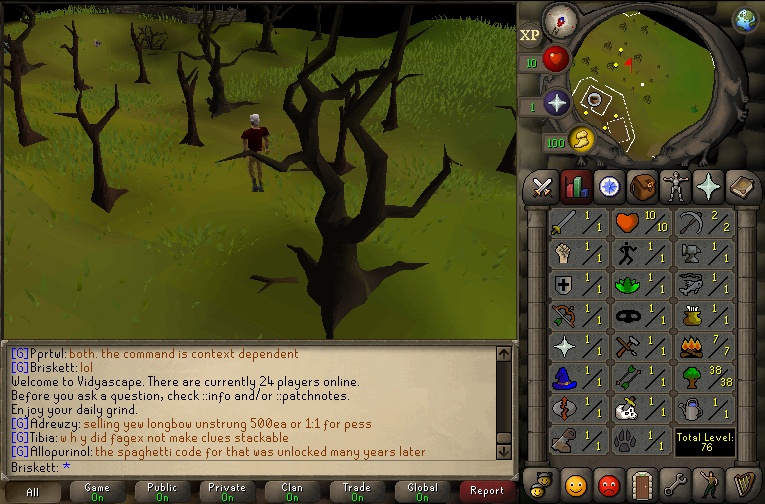 XP
10
1
100
[G]Pprtwl: both. the command is context dependent
[G]Briskett: lol
Welcome to Vidyascape. There are currently 24 players online.
Before you ask a question, check ::info and/or ::patchnotes.
Enjoy your daily grind.
[G]Adrewzy: selling yew longbow unstrung 500ea or 1:1 for pess
[G]Tibia: w h y did fagex not make clues stackable
[G]Allopurinol: the spaghetti code for that was unlocked many years later
Briskett: *
All
Game
On
Public
On
Private
On
Clan
On
Trade
On
Global
On
Report
1/1 10/10 2/2
1/1 1/1 1/1
1/1 1/1 1/1
1/1 1/1 1/1
1/1 1/1 7/7
1/1 1/1 38/38
1/1 1/1 1/1
1/1 1/1
Total Level:
76